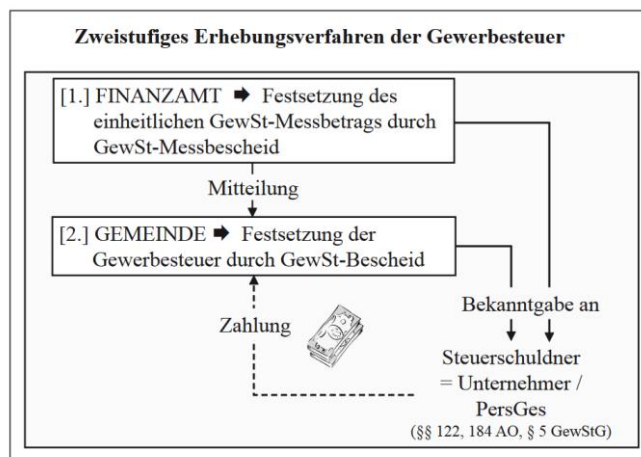 Zweistufiges Erhebungsverfahren der Gewerbesteuer
[1.] FINANZAMT ➡ Festsetzung des
einheitlichen GewSt-Messbetrags durch
GewSt-Messbescheid
Mitteilung
[2.] GEMEINDE ➡ Festsetzung der
Gewerbesteuer durch GewSt-Bescheid
Bekanntgabe an
Zahlung
Steuerschuldner
= Unternehmer /
PersGes
(§§ 122, 184 AO, § 5 GewStG)